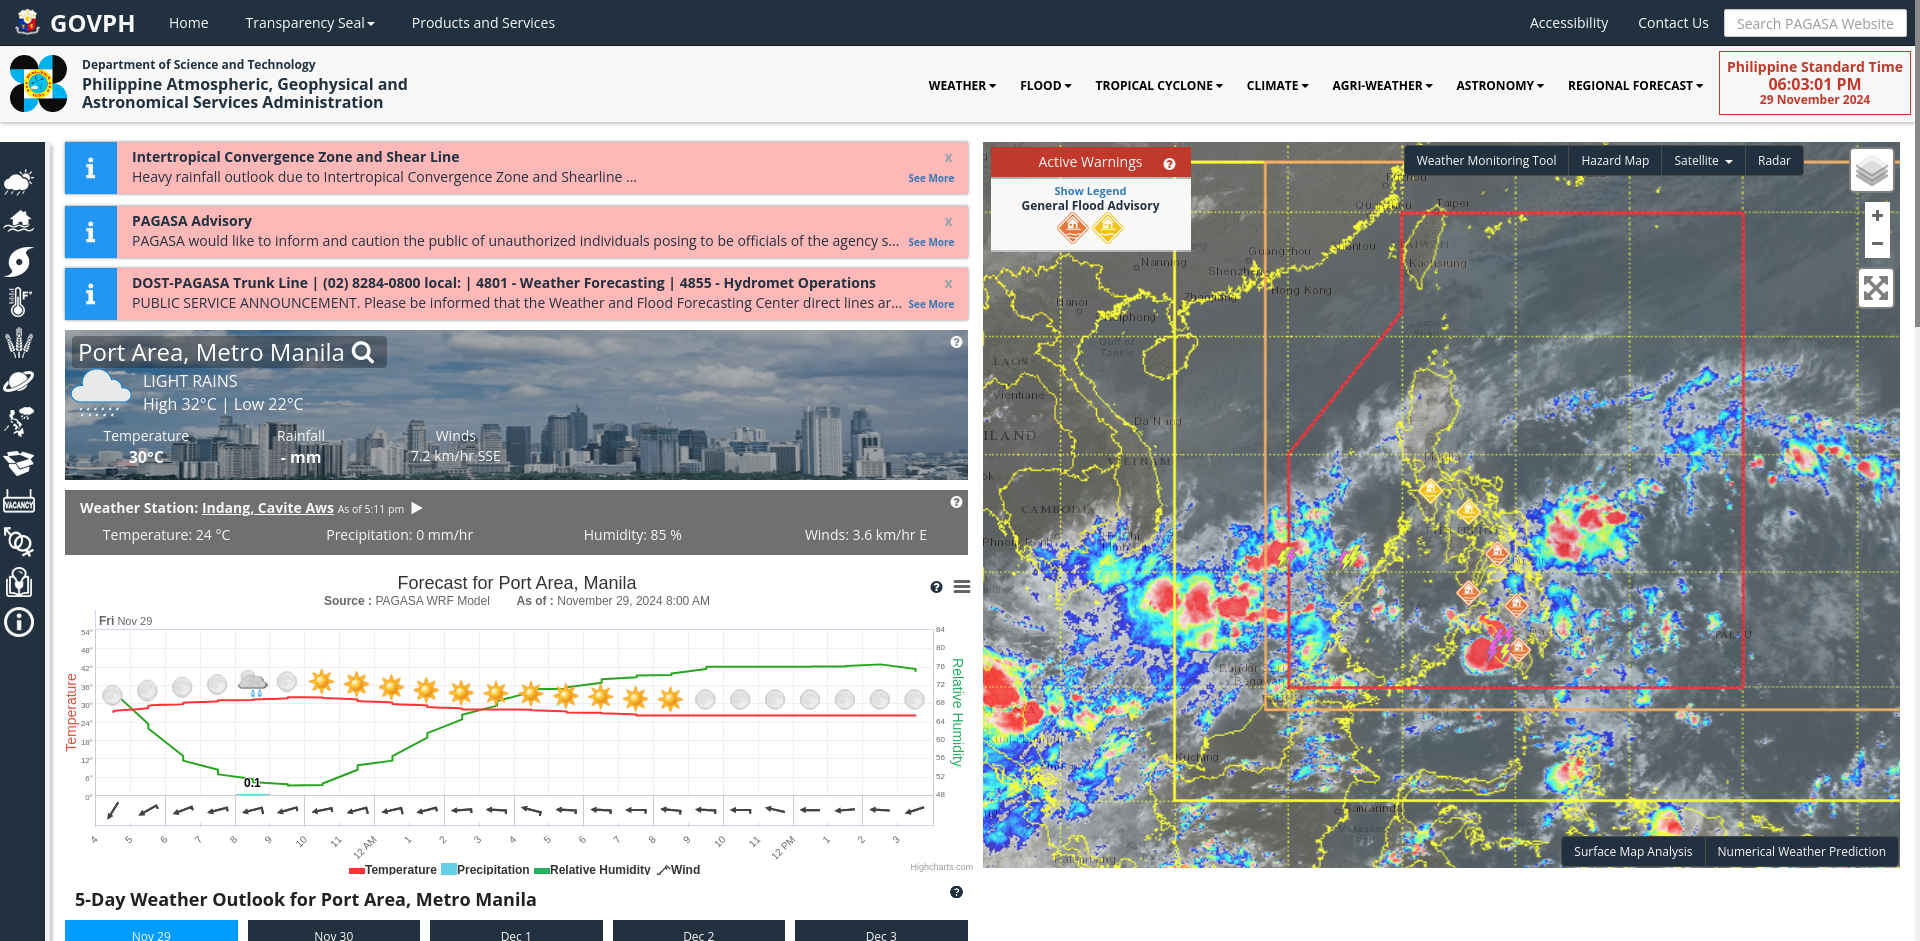 GOVPH
Home
Transparency Seal
Products and Services
Accessibility
Contact Us
Search PAGASA Website
Department of Science and Technology
Philippine Atmospheric, Geophysical and
Astronomical Services Administration
WEATHER
FLOOD
TROPICAL CYCLONE
CLIMATE
AGRI-WEATHER
ASTRONOMY
REGIONAL FORECAST
Philippine Standard Time
06:03:01 PM
29 November 2024
Intertropical Convergence Zone and Shear Line
x
Heavy rainfall outlook due to Intertropical Convergence Zone and Shearline ...
See More
PAGASA Advisory
x
PAGASA would like to inform and caution the public of unauthorized individuals posing to be officials of the agency s...
See More
DOST-PAGASA Trunk Line | (02) 8284-0800 local: | 4801 - Weather Forecasting | 4855 - Hydromet Operations
x
PUBLIC SERVICE ANNOUNCEMENT. Please be informed that the Weather and Flood Forecasting Center direct lines ar...
See More
VACANCY
Port Area, Metro Manila
LIGHT RAINS
High 32°C | Low 22°C
Temperature
Rainfall
Winds
30°C
- mm
7.2 km/hr SSE
Weather Station: Indang, Cavite Aws As of 5:11 pm
Temperature: 24 °C
Precipitation: 0 mm/hr
Humidity: 85 %
Winds: 3.6 km/hr E
Forecast for Port Area, Manila
Source : PAGASA WRF Model As of : November 29, 2024 8:00 AM
Fri Nov 29
54°
48°
42°
36°
30°
24°
18°
12°
6°
0°
Temperature
84
80
76
72
68
64
60
56
52
48
Relative Humidity
0.1
4 5 6 7 8 9 10 11 12 AM 1 2 3 4 5 6 7 8 9 10 11 12 PM 1 2 3
Temperature Precipitation Relative Humidity Wind
Highcharts.com
5-Day Weather Outlook for Port Area, Metro Manila
Nov 29
Nov 30
Dec 1
Dec 2
Dec 3
Active Warnings
Show Legend
General Flood Advisory
Weather Monitoring Tool
Hazard Map
Satellite
Radar
+
−
Taipei
TAIWAN
Kaohsiung
Guangzhou
Shenzhen
Hong Kong
Nanning
Zhanjiang
Hanoi
Haiphong
Gulf of
Tonkin
LAOS
Vientiane
Da Nang
VIETNAM
CAMBODIA
Manila
PALAU
Kuching
Samarinda
Palembang
Surface Map Analysis
Numerical Weather Prediction